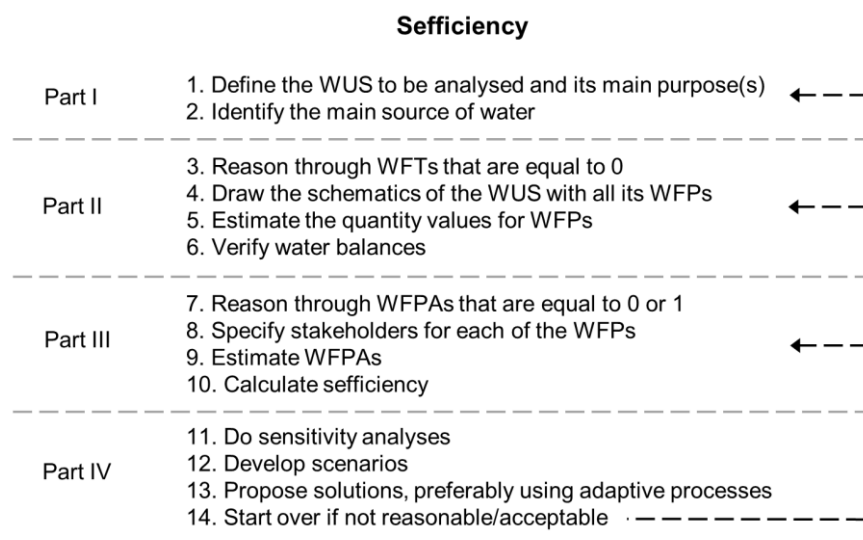 Sefficiency
Part I
1. Define the WUS to be analysed and its main purpose(s)
2. Identify the main source of water
Part II
3. Reason through WFTs that are equal to 0
4. Draw the schematics of the WUS with all its WFPs
5. Estimate the quantity values for WFPs
6. Verify water balances
Part III
7. Reason through WFPAs that are equal to 0 or 1
8. Specify stakeholders for each of the WFPs
9. Estimate WFPAs
10. Calculate sefficiency
Part IV
11. Do sensitivity analyses
12. Develop scenarios
13. Propose solutions, preferably using adaptive processes
14. Start over if not reasonable/acceptable